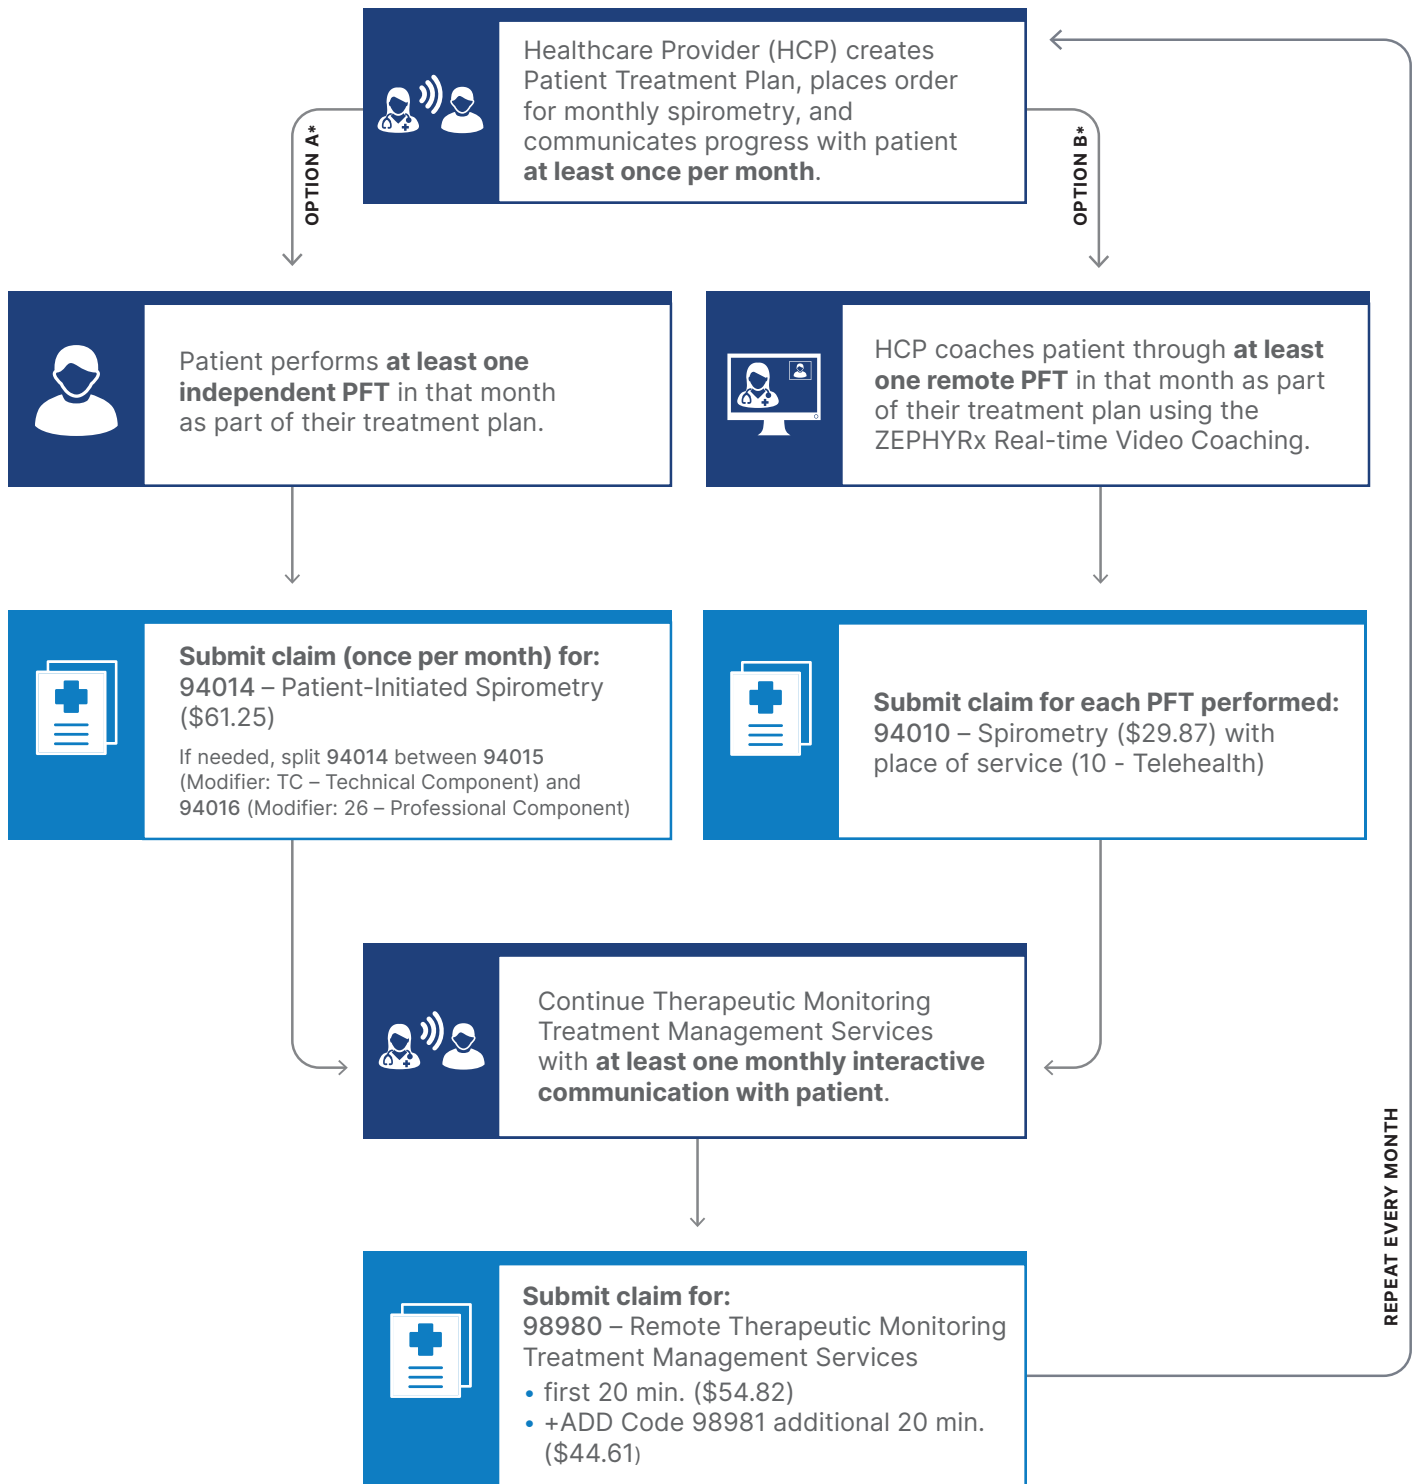 Healthcare Provider (HCP) creates
Patient Treatment Plan, places order
for monthly spirometry, and
communicates progress with patient
at least once per month.
OPTION A*
OPTION B*
Patient performs at least one
independent PFT in that month
as part of their treatment plan.
HCP coaches patient through at least
one remote PFT in that month as part
of their treatment plan using the
ZEPHYRx Real-time Video Coaching.
Submit claim (once per month) for:
94014 – Patient-Initiated Spirometry
($61.25)
If needed, split 94014 between 94015
(Modifier: TC – Technical Component) and
94016 (Modifier: 26 – Professional Component)
Submit claim for each PFT performed:
94010 – Spirometry ($29.87) with
place of service (10 - Telehealth)
Continue Therapeutic Monitoring
Treatment Management Services
with at least one monthly interactive
communication with patient.
Submit claim for:
98980 – Remote Therapeutic Monitoring
Treatment Management Services
• first 20 min. ($54.82)
• +ADD Code 98981 additional 20 min.
($44.61)
REPEAT EVERY MONTH